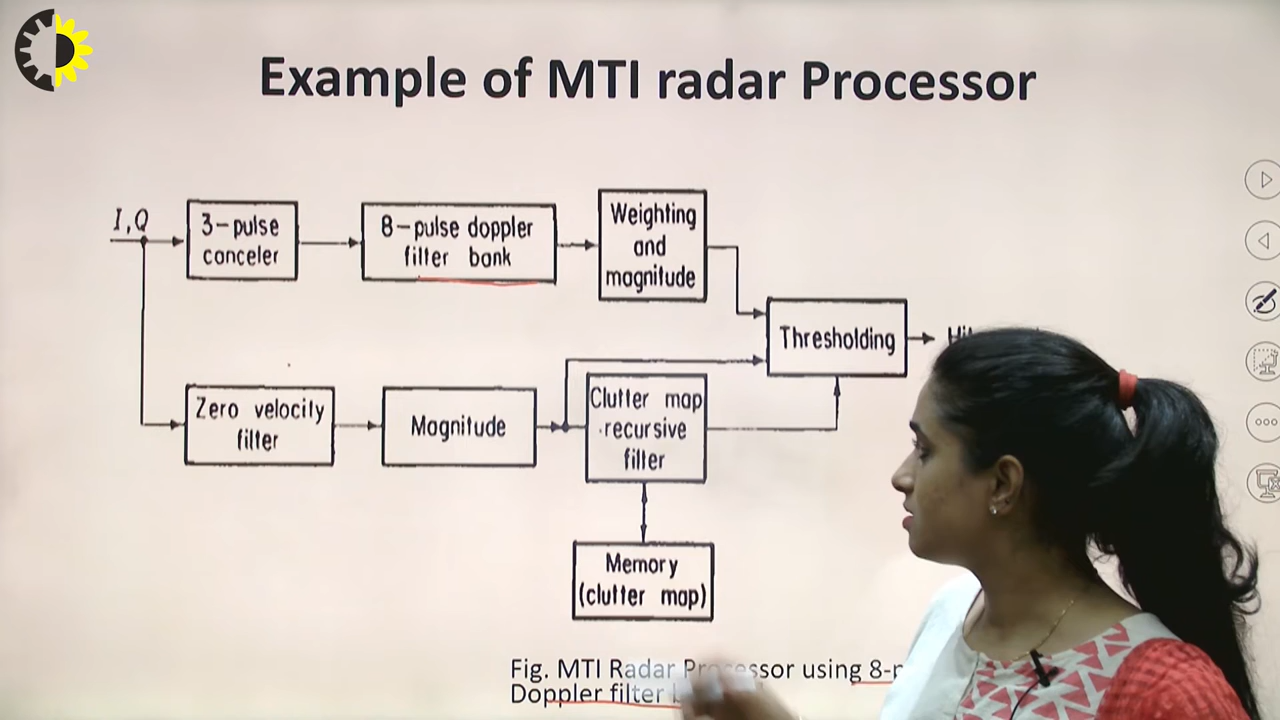 Example of MTI radar Processor
I,Q
3-pulse
canceler
8-pulse doppler
filter bank
Weighting
and
magnitude
Thresholding
Zero velocity
filter
Magnitude
Clutter map
recursive
filter
Memory
(clutter map)
Fig. MTI Radar Processor using
Doppler filter